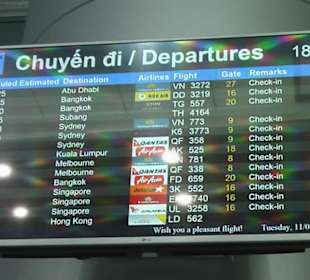 Chuyến đi / Departures 18
Estimated Destination Airlines Flight Gate Remarks
Abu Dhabi VN 3272 27 Check-in
Bangkok DD 3219 16 Check-in
Bangkok TG 557 20 Check-in
Subang TH 4164
Sydney VN 773 9 Check-in
Sydney K6 3773 9 Check-in
Sydney QANTAS QF 358 9 Check-in
Kuala Lumpur AK 525 18 Check-in
Melbourne 781 8 Check-in
Melbourne QANTAS QF 338 8 Check-in
Bangkok FD 659 20 Check-in
Singapore 3K 552 16 Check-in
Singapore 740 16 Check-in
Singapore UL 3255 16 Check-in
Hong Kong LD 562
Wish you a pleasant flight! Tuesday, 11/0
LG